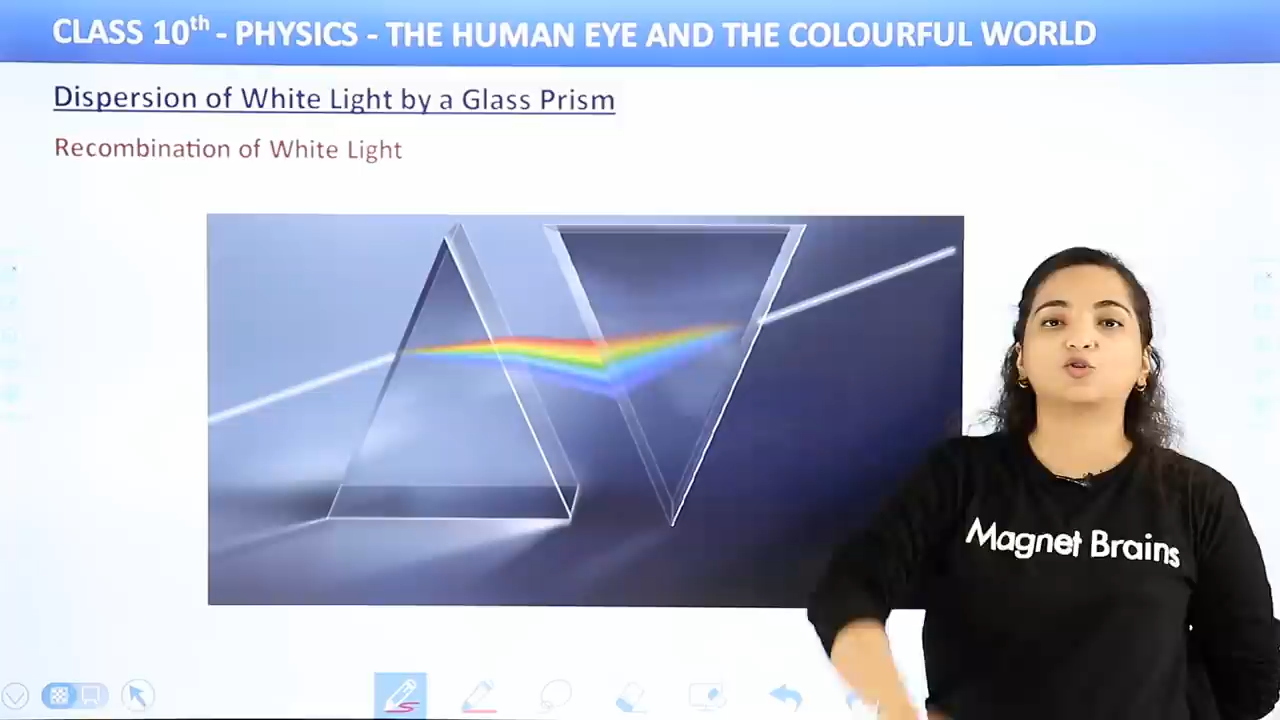 CLASS 10th - PHYSICS - THE HUMAN EYE AND THE COLOURFUL WORLD
Dispersion of White Light by a Glass Prism
Recombination of White Light
Magnet Brains